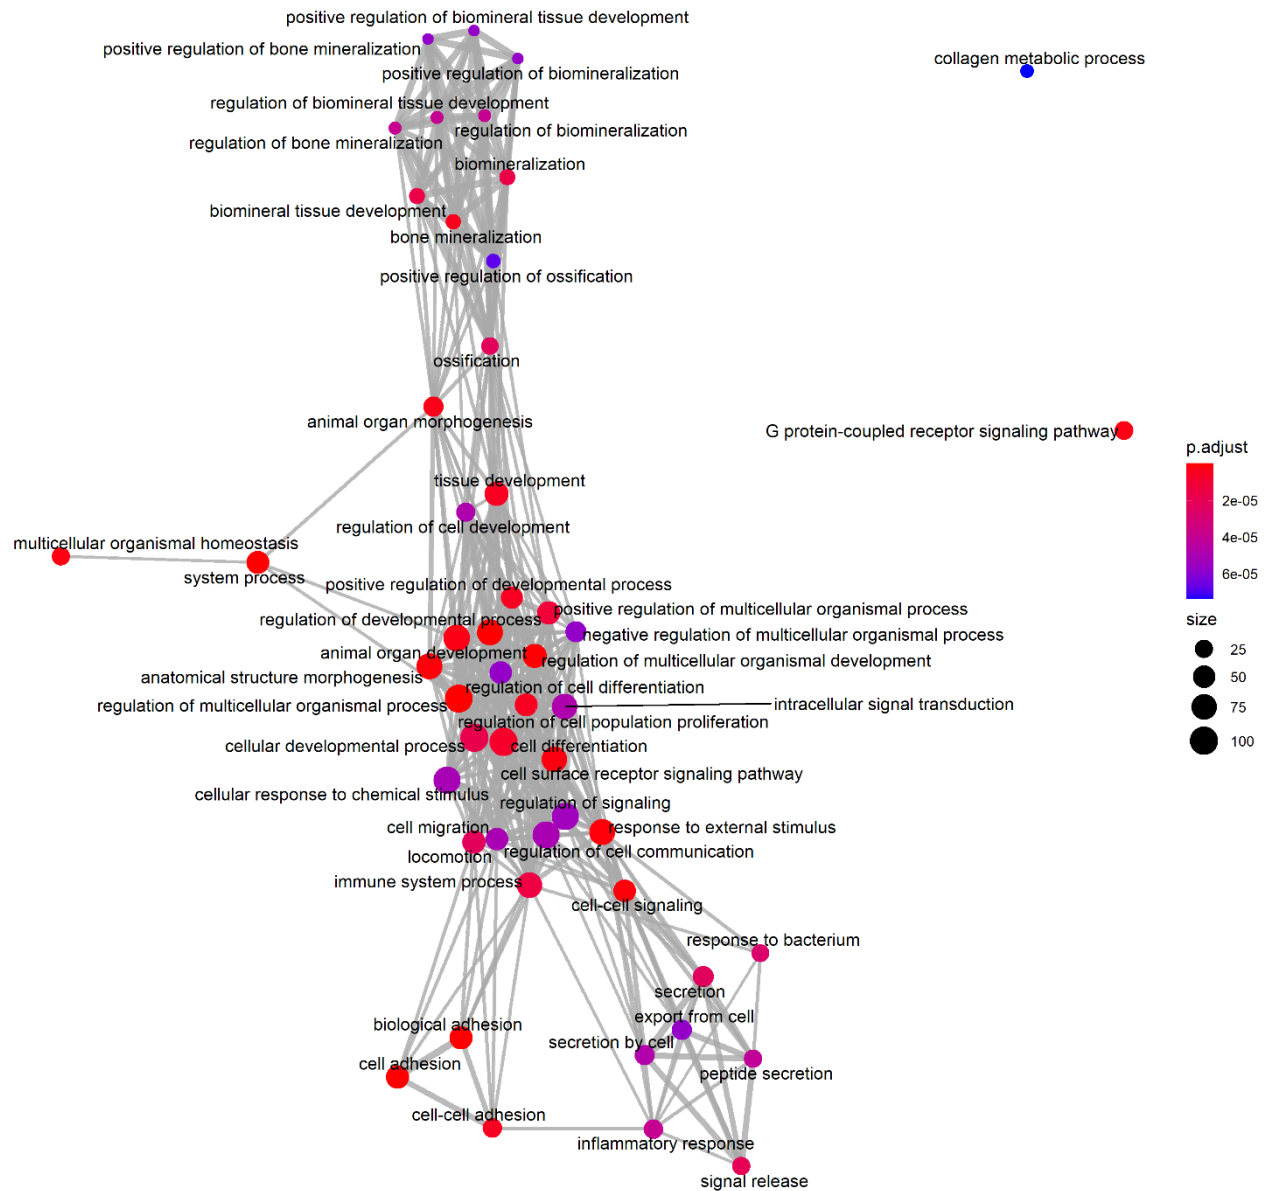 positive regulation of biomineral tissue development
positive regulation of bone mineralization
collagen metabolic process
positive regulation of biomineralization
regulation of biomineral tissue development
regulation of biomineralization
regulation of bone mineralization
biomineralization
biomineral tissue development
bone mineralization
positive regulation of ossification
ossification
animal organ morphogenesis
G protein-coupled receptor signaling pathway
tissue development
regulation of cell development
multicellular organismal homeostasis
system process
positive regulation of developmental process
positive regulation of multicellular organismal process
regulation of developmental process
negative regulation of multicellular organismal process
animal organ development
regulation of multicellular organismal development
anatomical structure morphogenesis
regulation of cell differentiation
regulation of multicellular organismal process
intracellular signal transduction
regulation of cell population proliferation
cellular developmental process
cell differentiation
cell surface receptor signaling pathway
cellular response to chemical stimulus
regulation of signaling
cell migration
response to external stimulus
locomotion
regulation of cell communication
immune system process
cell-cell signaling
response to bacterium
secretion
export from cell
biological adhesion
secretion by cell
cell adhesion
peptide secretion
cell-cell adhesion
inflammatory response
signal release
p.adjust
2e-05
4e-05
6e-05
size
25
50
75
100